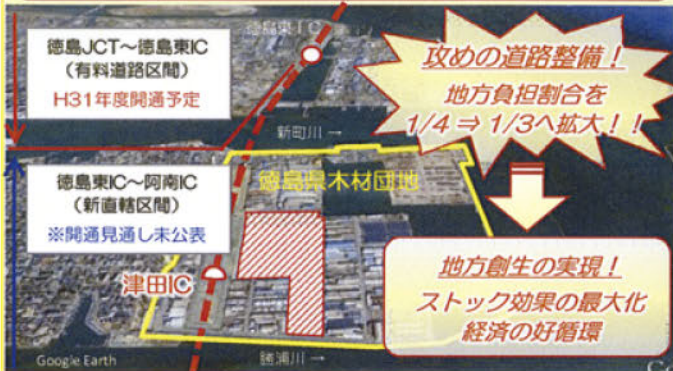 徳島東IC
徳島JCT～徳島東IC
（有料道路区間）
H31年度開通予定
攻めの道路整備！
地方負担割合を
1/4 ⇒ 1/3へ拡大！！
新町川 →
徳島東IC～阿南IC
（新直轄区間）
※開通見通し未公表
徳島県木材団地
津田IC
地方創生の実現！
ストック効果の最大化
経済の好循環
Google Earth
勝浦川 →